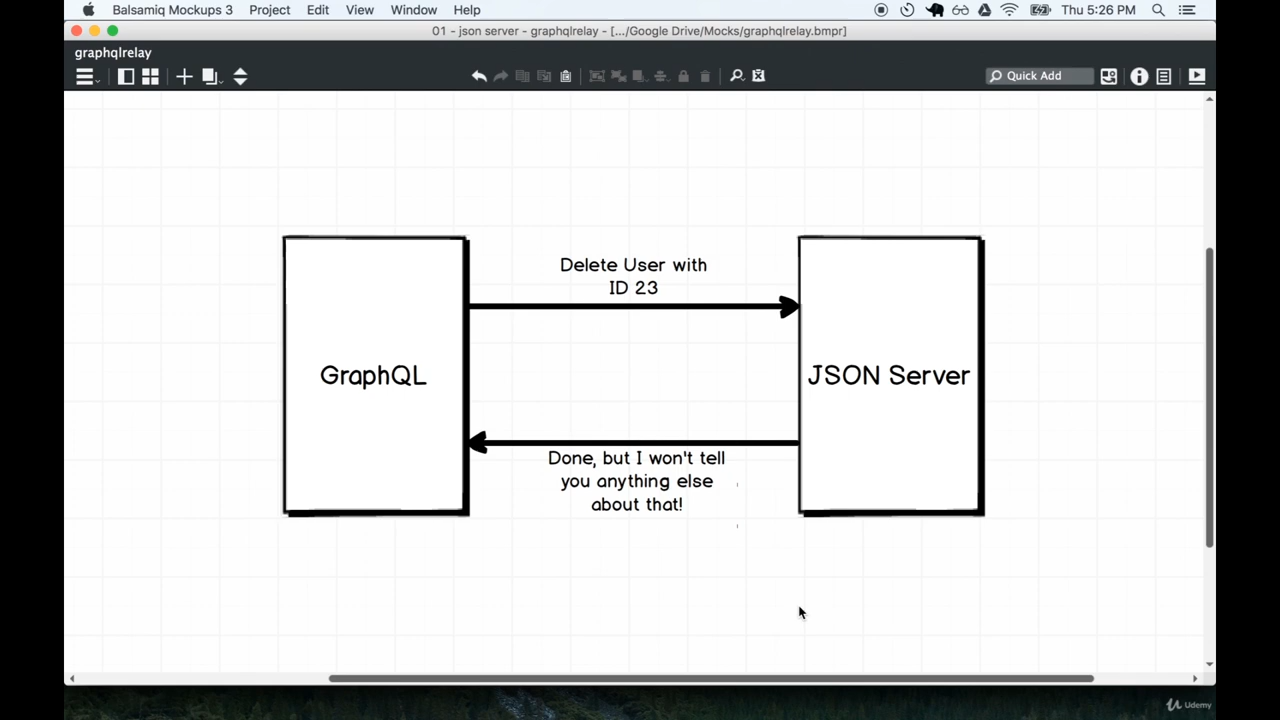 Balsamiq Mockups 3 Project Edit View Window Help Thu 5:26 PM
01 - json server - graphqlrelay - [.../Google Drive/Mocks/graphqlrelay.bmpr]
graphqlrelay
Quick Add
Delete User with
ID 23
GraphQL
JSON Server
Done, but I won't tell
you anything else
about that!
Udemy